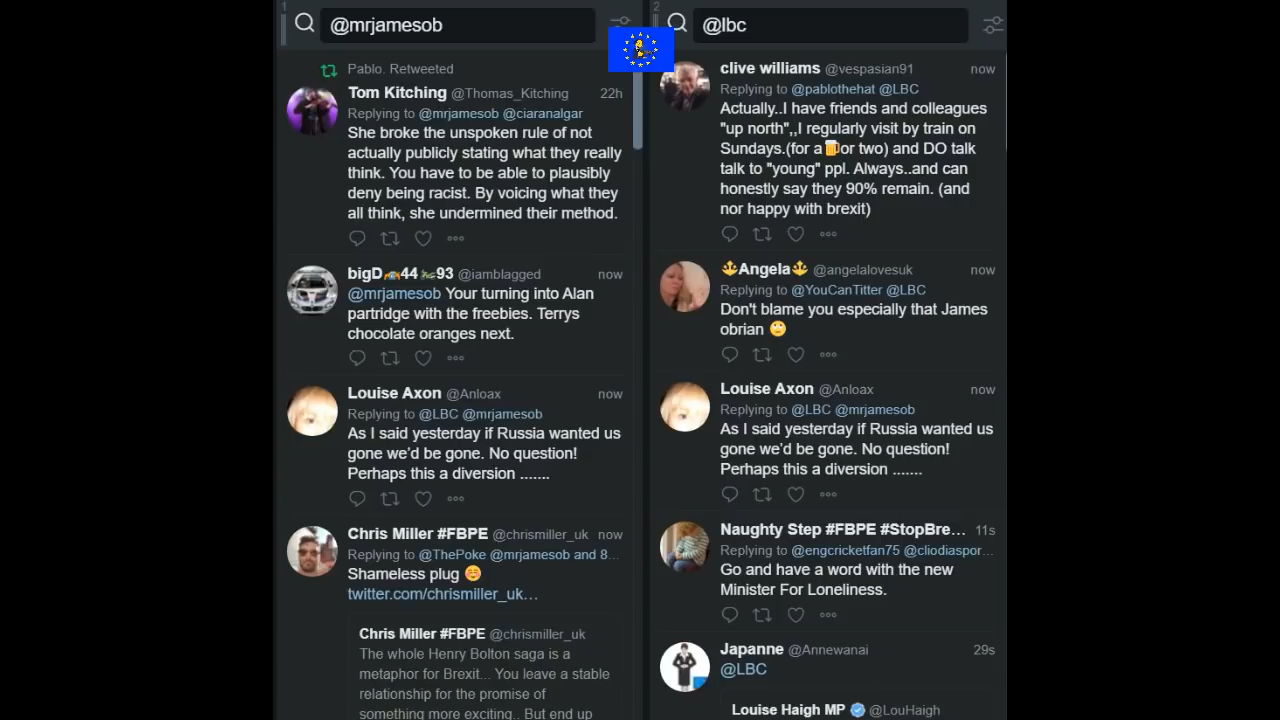 1
@mrjamesob
Pablo. Retweeted
Tom Kitching @Thomas_Kitching 22h
Replying to @mrjamesob @ciaranalgar
She broke the unspoken rule of not
actually publicly stating what they really
think. You have to be able to plausibly
deny being racist. By voicing what they
all think, she undermined their method.
bigD🚜44🐲93 @iamblagged now
@mrjamesob Your turning into Alan
partridge with the freebies. Terrys
chocolate oranges next.
Louise Axon @Anloax now
Replying to @LBC @mrjamesob
As I said yesterday if Russia wanted us
gone we’d be gone. No question!
Perhaps this a diversion .......
Chris Miller #FBPE @chrismiller_uk now
Replying to @ThePoke @mrjamesob and 8...
Shameless plug ☺️
twitter.com/chrismiller_uk…
Chris Miller #FBPE @chrismiller_uk
The whole Henry Bolton saga is a
metaphor for Brexit... You leave a stable
relationship for the promise of
something more exciting.. But end up
2
@lbc
clive williams @vespasian91 now
Replying to @pablothehat @LBC
Actually..I have friends and colleagues
"up north",,I regularly visit by train on
Sundays.(for a🍺or two) and DO talk
talk to "young" ppl. Always..and can
honestly say they 90% remain. (and
nor happy with brexit)
🔱Angela🔱 @angelalovesuk now
Replying to @YouCanTitter @LBC
Don't blame you especially that James
obrian 🙄
Louise Axon @Anloax now
Replying to @LBC @mrjamesob
As I said yesterday if Russia wanted us
gone we’d be gone. No question!
Perhaps this a diversion .......
Naughty Step #FBPE #StopBre... 11s
Replying to @engcricketfan75 @cliodiaspor...
Go and have a word with the new
Minister For Loneliness.
Japanne @Annewanai 29s
@LBC
Louise Haigh MP @LouHaigh